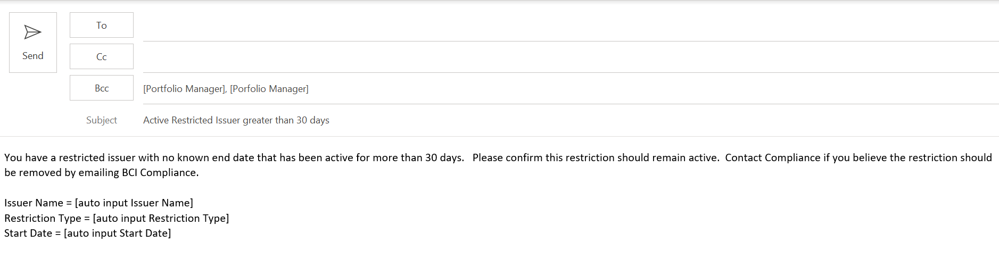 To
Send
Cc
Bcc [Portfolio Manager], [Porfolio Manager]
Subject Active Restricted Issuer greater than 30 days
You have a restricted issuer with no known end date that has been active for more than 30 days.   Please confirm this restriction should remain active.  Contact Compliance if you believe the restriction should
be removed by emailing BCI Compliance.
Issuer Name = [auto input Issuer Name]
Restriction Type = [auto input Restriction Type]
Start Date = [auto input Start Date]